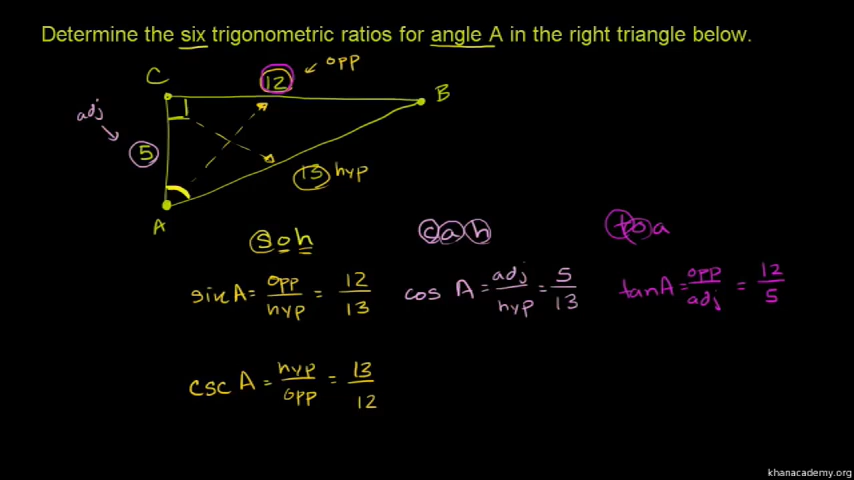 Determine the six trigonometric ratios for angle A in the right triangle below.
C
12
opp
B
adj
5
13 hyp
A
soh
cah
toa
sin A = opp/hyp = 12/13
cos A = adj/hyp = 5/13
tan A = opp/adj = 12/5
csc A = hyp/opp = 13/12
khanacademy.org